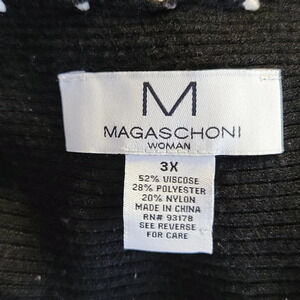 M
MAGASCHONI
WOMAN
3X
52% VISCOSE
28% POLYESTER
20% NYLON
MADE IN CHINA
RN# 93178
SEE REVERSE
FOR CARE